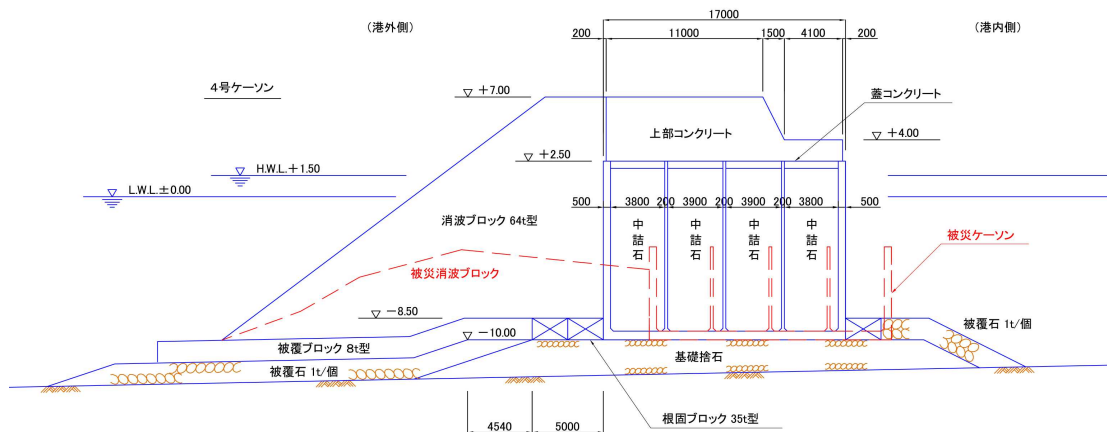 17000
(港外側)
(港内側)
200
11000
1500
4100
200
4号ケーソン
蓋コンクリート
+7.00
上部コンクリート
+4.00
+2.50
H.W.L.+1.50
L.W.L.±0.00
500
3800
200
3900
200
3900
200
3800
500
消波ブロック 64t型
中詰石
中詰石
中詰石
中詰石
被災ケーソン
被災消波ブロック
-8.50
-10.00
被覆石 1t/個
被覆ブロック 8t型
基礎捨石
被覆石 1t/個
根固ブロック 35t型
4540
5000